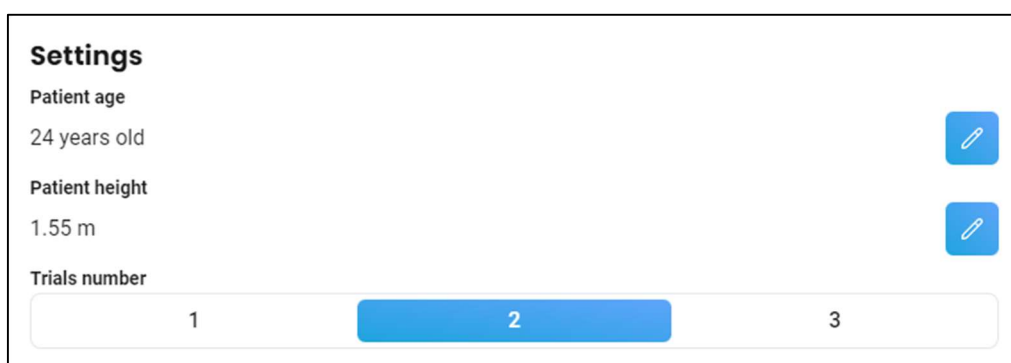 Settings
Patient age
24 years old
Patient height
1.55 m
Trials number
1 2 3